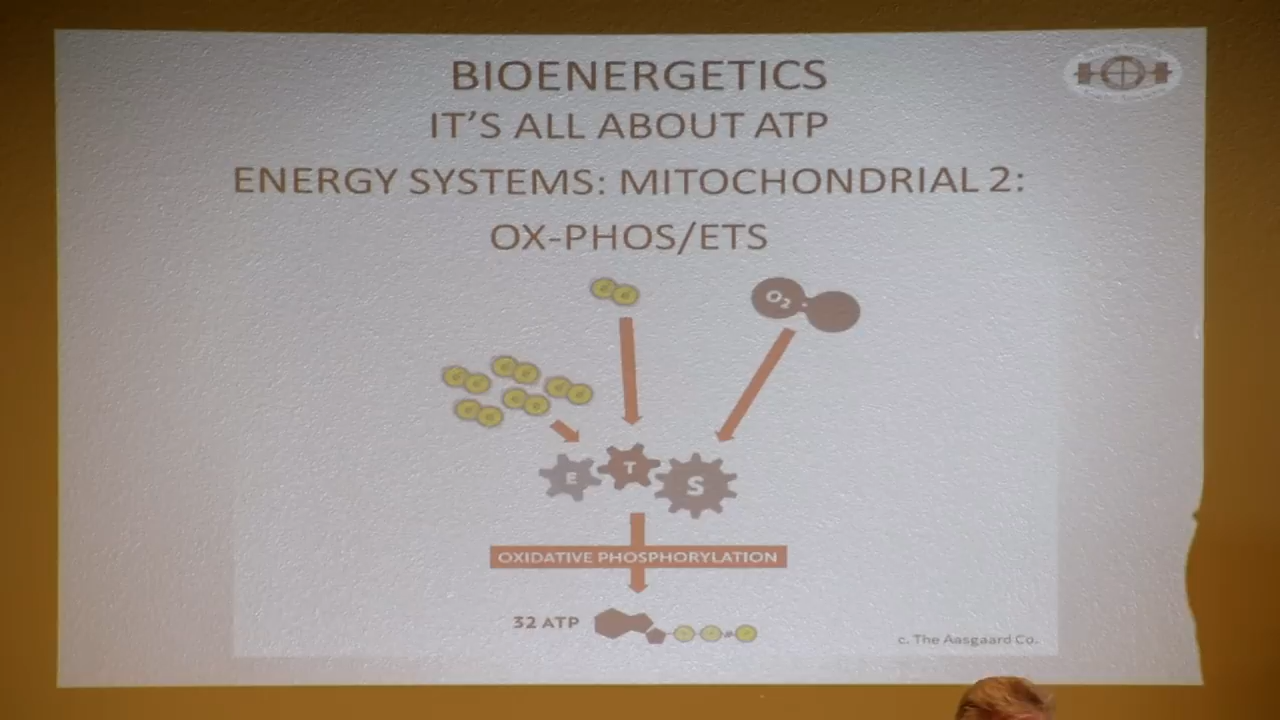 BIOENERGETICS
IT'S ALL ABOUT ATP
ENERGY SYSTEMS: MITOCHONDRIAL 2:
OX-PHOS/ETS
O2
E T S
OXIDATIVE PHOSPHORYLATION
32 ATP
c. The Aasgaard Co.